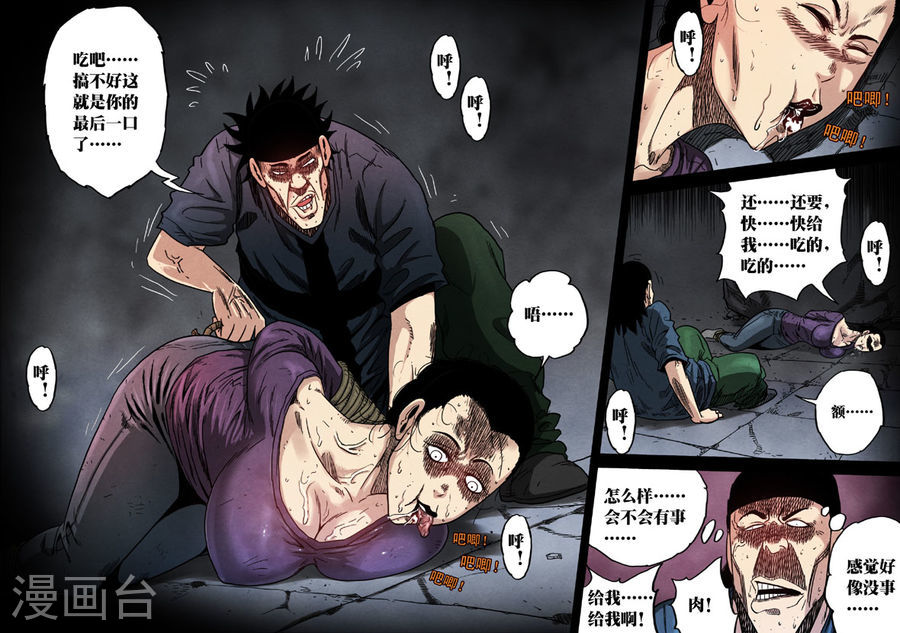 吃吧……
搞不好这
就是你的
最后一口
了……
呼！
呼！
呼！
唔……
吧唧！
吧唧！
吧唧！
呼！
呼！
吧唧！
吧唧！
还……还要，
快……快给
我……吃的，
吃的……
呼！
呼！
额……
怎么样……
会不会有事
……
感觉好
像没事
……
给我……
给我啊！
肉！
漫画台